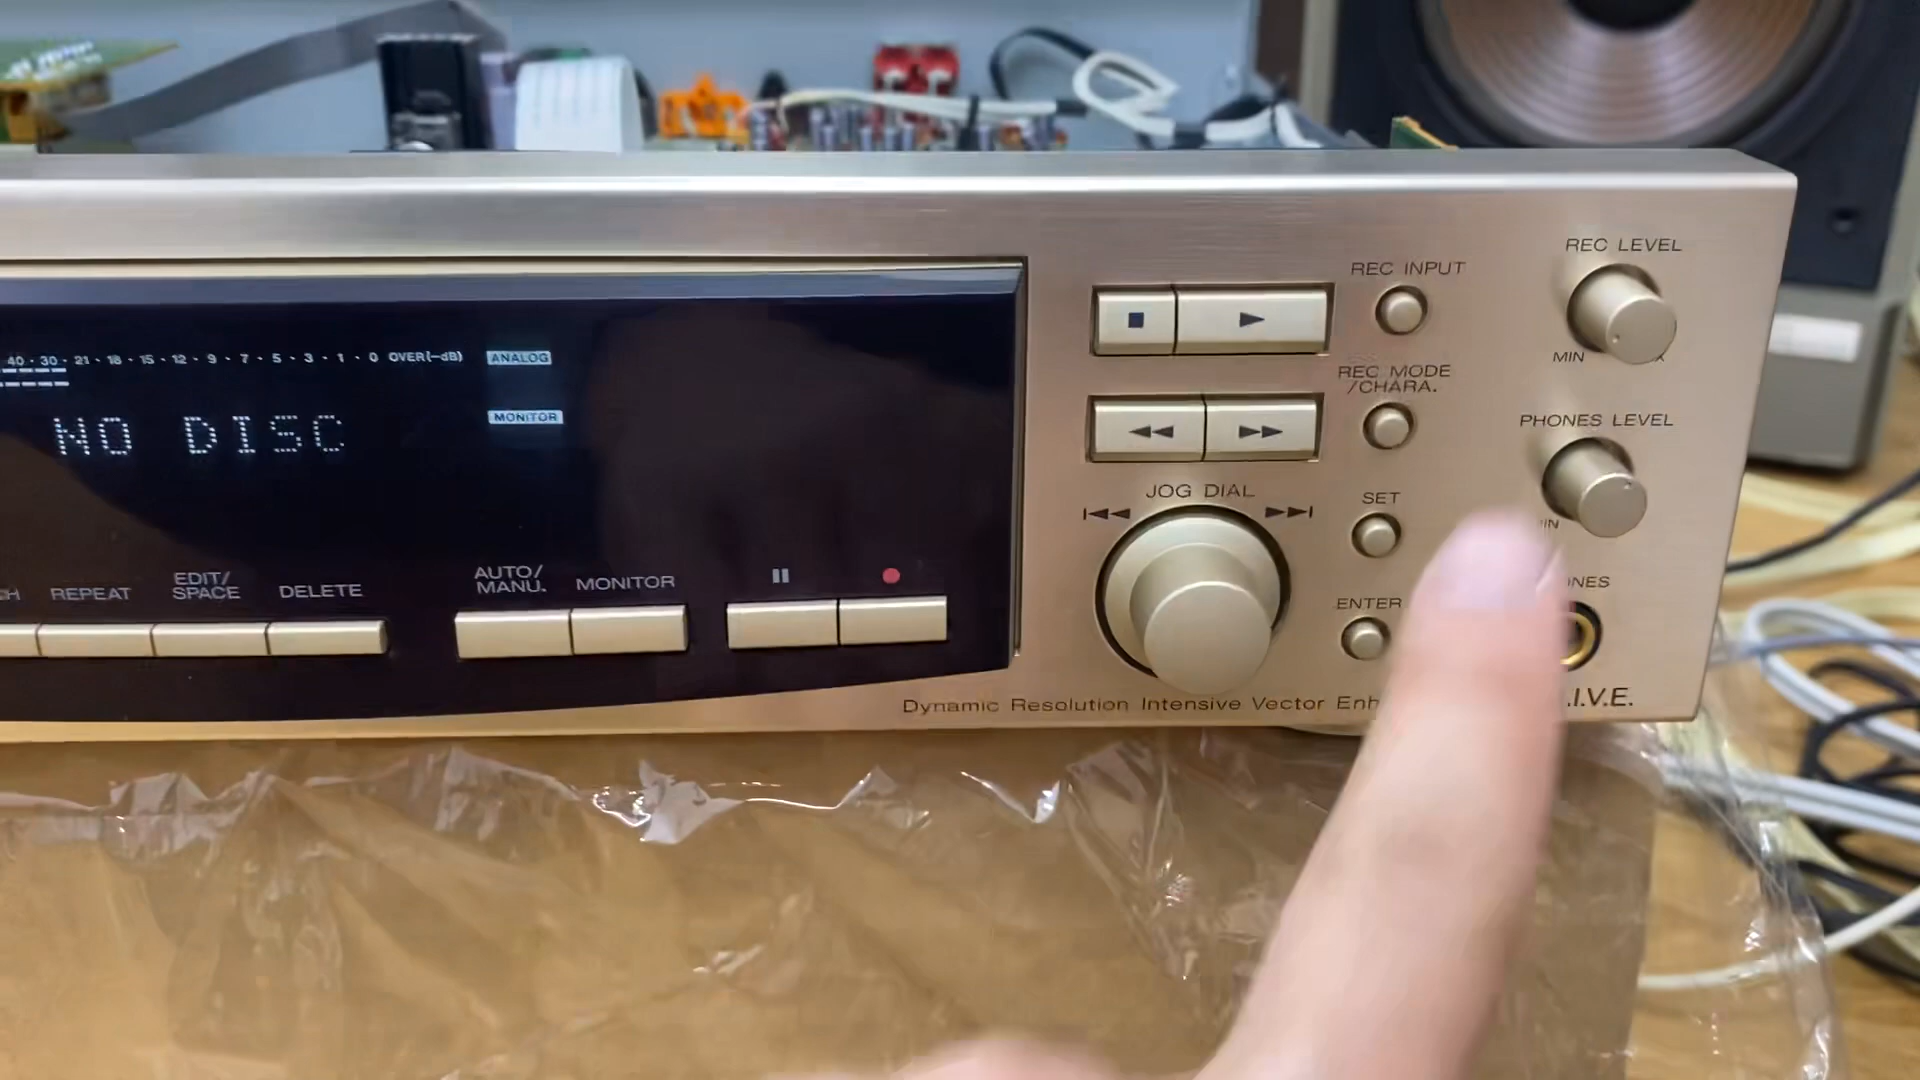 REC LEVEL
REC INPUT
MIN
40 · 30 · 21 · 18 · 15 · 12 · 9 · 7 · 5 · 3 · 1 · 0 OVER(-dB)
ANALOG
REC MODE
/CHARA.
MONITOR
NO DISC
PHONES LEVEL
JOG DIAL
SET
REPEAT
EDIT/
SPACE
DELETE
AUTO/
MANU.
MONITOR
ENTER
Dynamic Resolution Intensive Vector
.I.V.E.